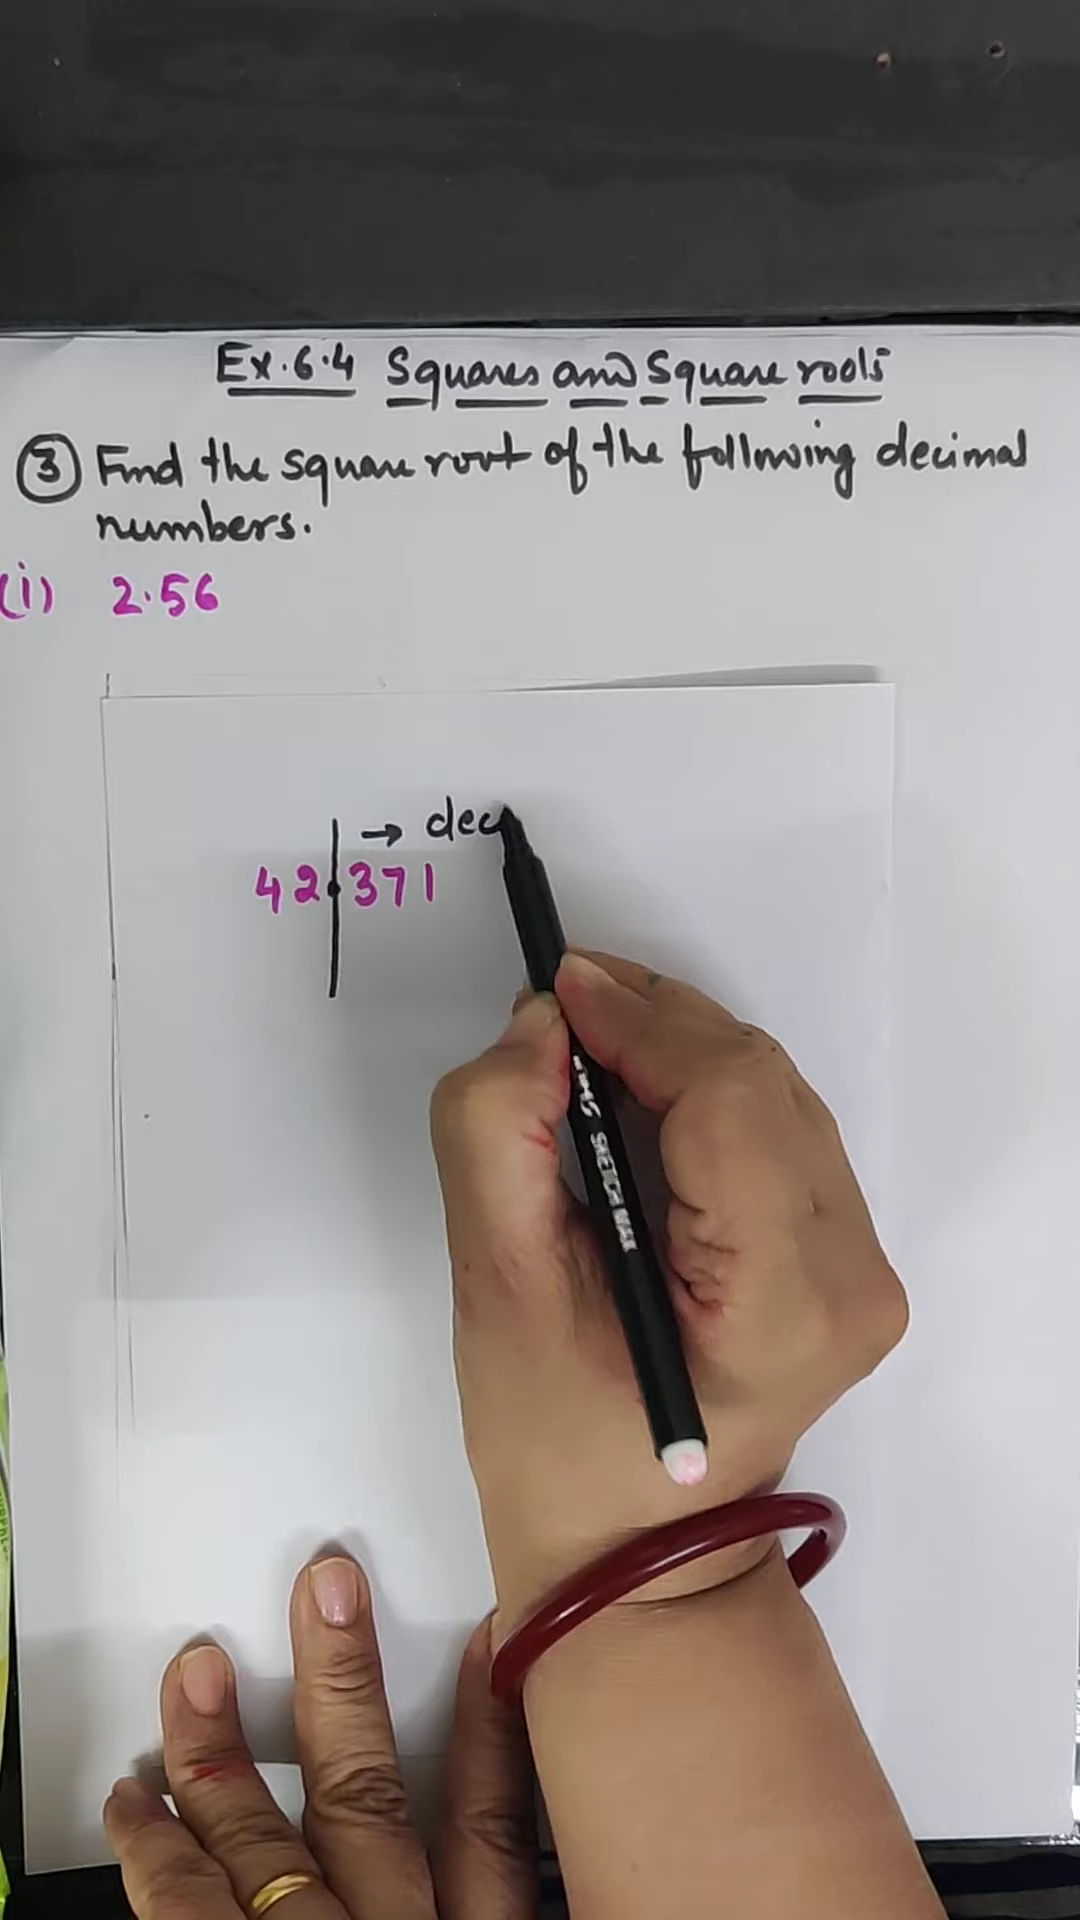 Ex.6.4 Squares and Square roots
③ Find the square root of the following decimal
numbers.
(i) 2.56
→ dec
42.371